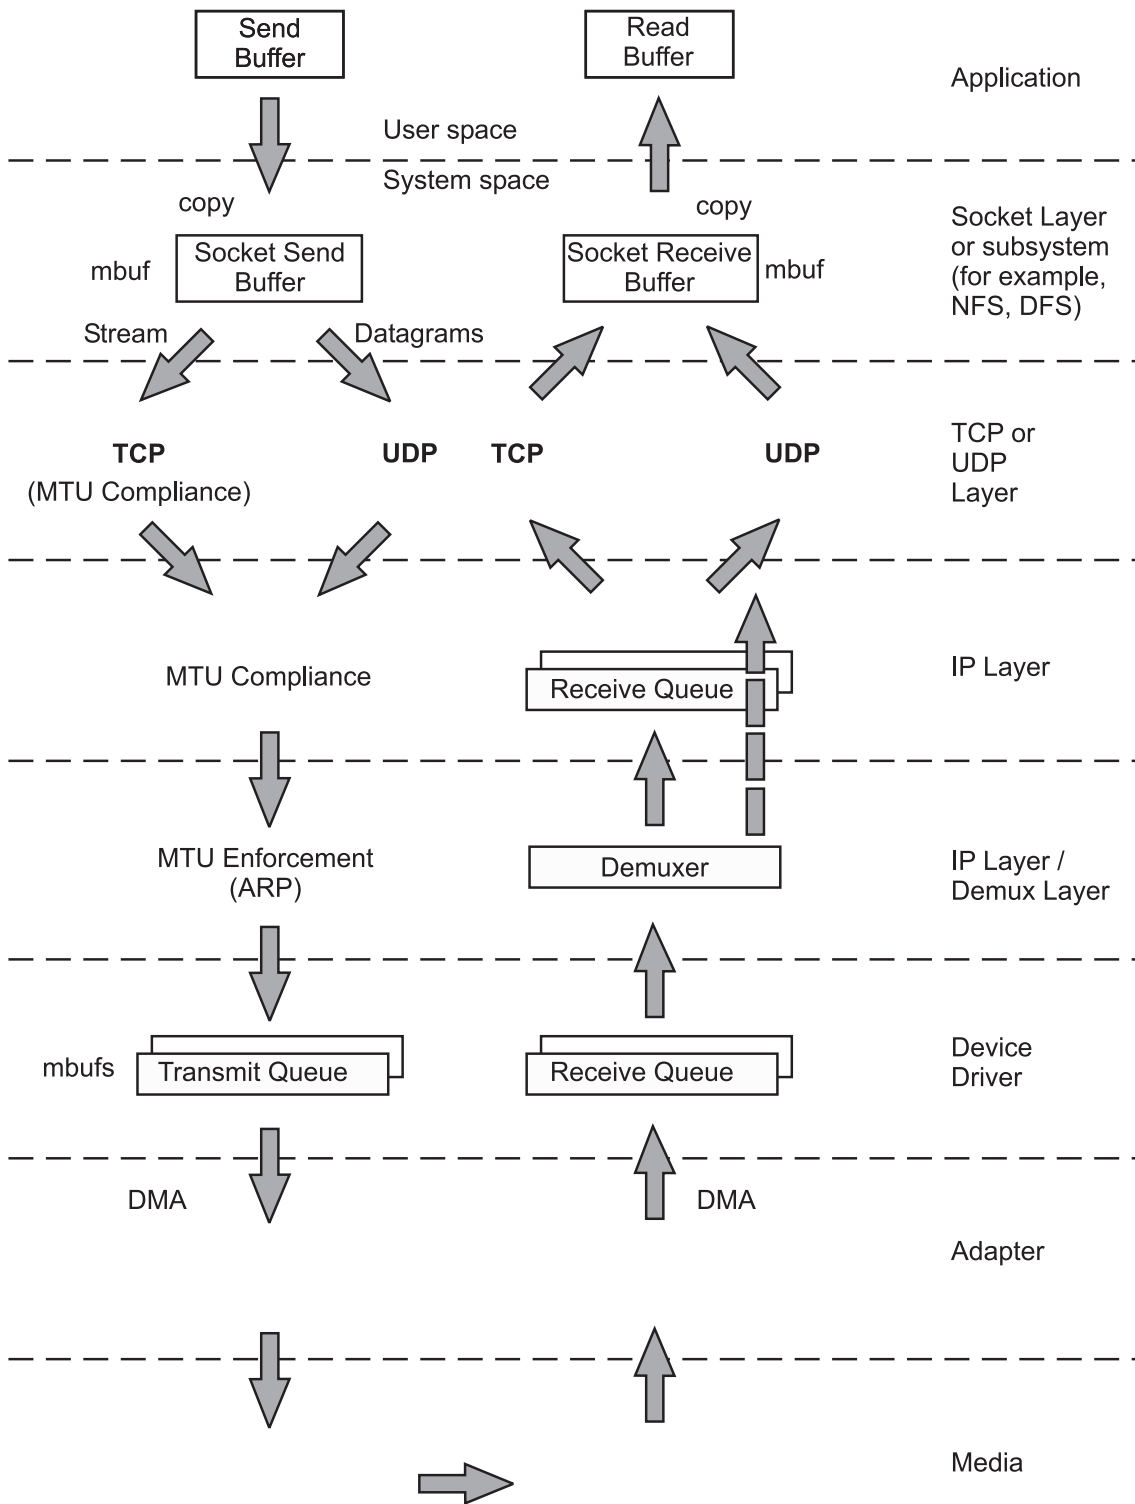 Send
Buffer
Read
Buffer
Application
User space
System space
copy
copy
mbuf
Socket Send
Buffer
Socket Receive
Buffer
mbuf
Socket Layer
or subsystem
(for example,
NFS, DFS)
Stream
Datagrams
TCP
(MTU Compliance)
UDP
TCP
UDP
TCP or
UDP
Layer
MTU Compliance
Receive Queue
IP Layer
MTU Enforcement
(ARP)
Demuxer
IP Layer /
Demux Layer
mbufs
Transmit Queue
Receive Queue
Device
Driver
DMA
DMA
Adapter
Media